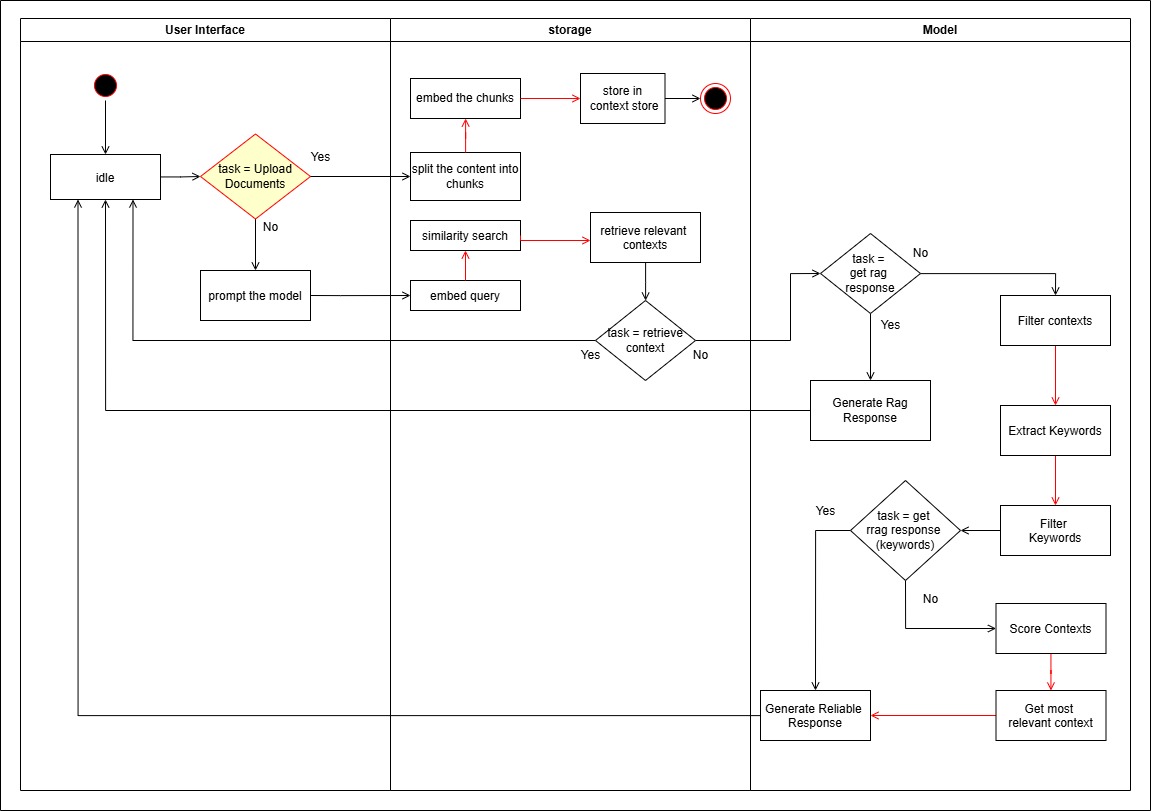 User Interface
storage
Model
embed the chunks
store in
context store
idle
task = Upload
Documents
Yes
No
split the content into
chunks
prompt the model
similarity search
embed query
retrieve relevant
contexts
task = retrieve
context
Yes
No
task =
get rag
response
No
Yes
Filter contexts
Generate Rag
Response
Extract Keywords
Filter
Keywords
task = get
rrag response
(keywords)
Yes
No
Score Contexts
Get most
relevant context
Generate Reliable
Response